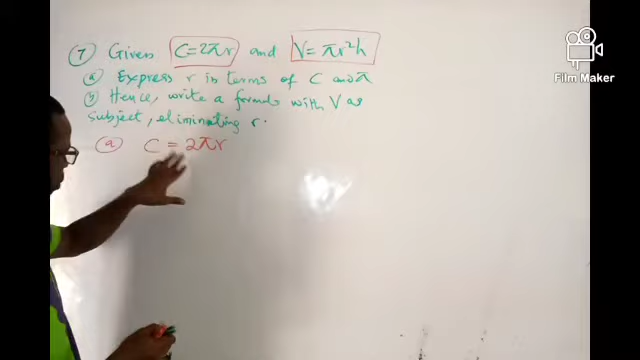 7 Given C=2πr and V=πr²h
a Express r in terms of C and π
b Hence, write a formula with V as
subject, eliminating r.
a C = 2πr
Film Maker